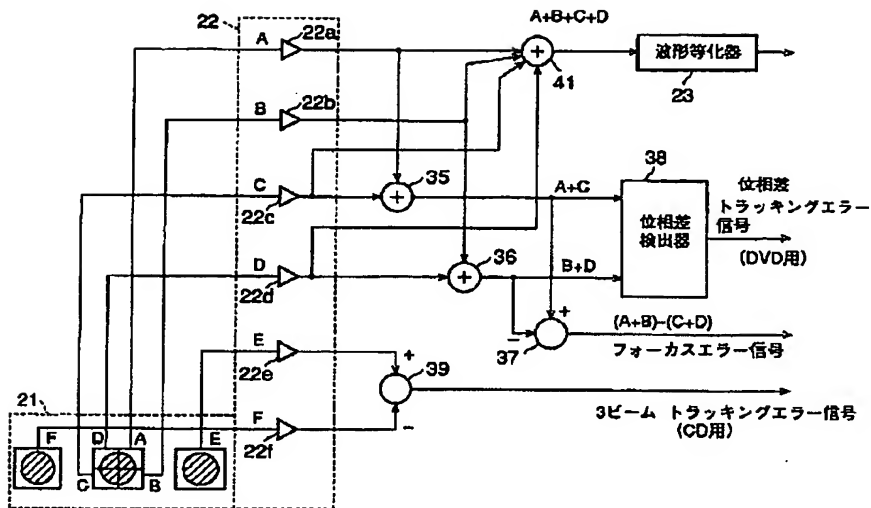 22
A+B+C+D
A
22a
+
41
波形等化器
23
B
22b
C
22c
35
+
A+C
38
位相差
検出器
位相差
トラッキングエラー
信号
(DVD用)
D
22d
36
+
B+D
+
−
37
(A+B)-(C+D)
フォーカスエラー信号
E
22e
+
39
−
3ビーム トラッキングエラー信号
(CD用)
21
F
22f
F
D
A
E
C
B